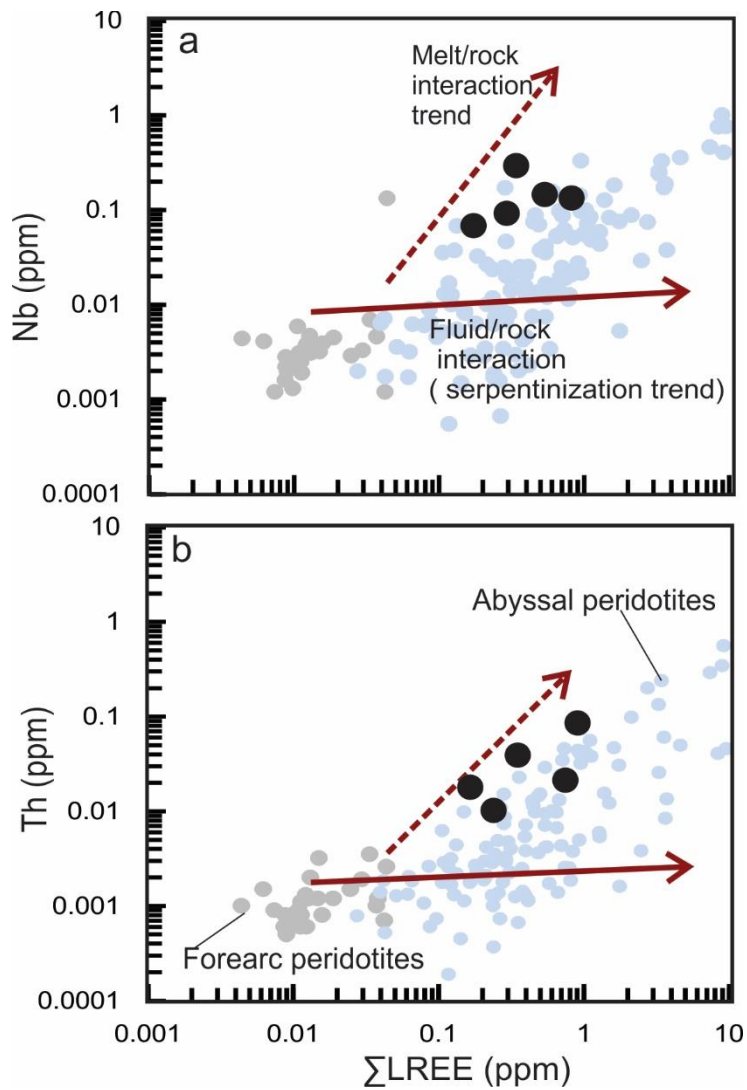 a
10
1
0.1
0.01
0.001
0.0001
Nb (ppm)
Melt/rock
interaction
trend
Fluid/rock
interaction
( serpentinization trend)
b
10
1
0.1
0.01
0.001
0.0001
Th (ppm)
Abyssal peridotites
Forearc peridotites
0.001
0.01
0.1
1
10
∑LREE (ppm)